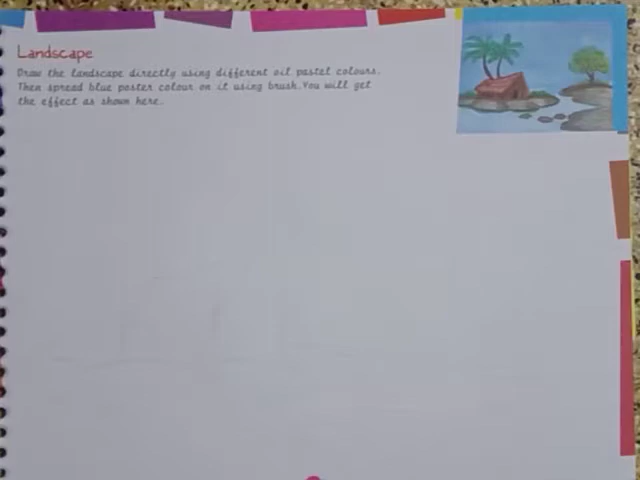 Landscape
Draw the landscape directly using different oil pastel colours.
Then spread blue poster colour on it using brush. You will get
the effect as shown here.